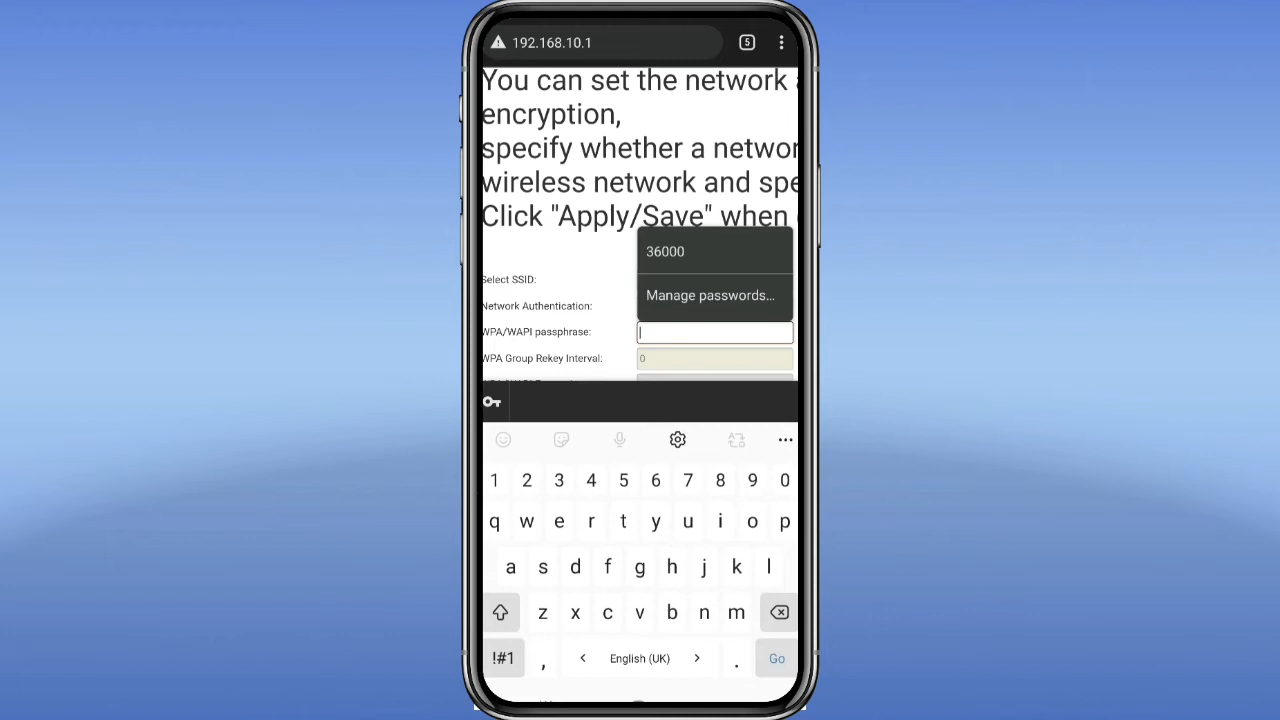 192.168.10.1
5
You can set the network
encryption,
specify whether a networ
wireless network and spe
Click "Apply/Save" when
36000
Select SSID:
Manage passwords...
Network Authentication:
WPA/WAPI passphrase:
WPA Group Rekey Interval: 0
1 2 3 4 5 6 7 8 9 0
q w e r t y u i o p
a s d f g h j k l
z x c v b n m
!#1 , < English (UK) > . Go